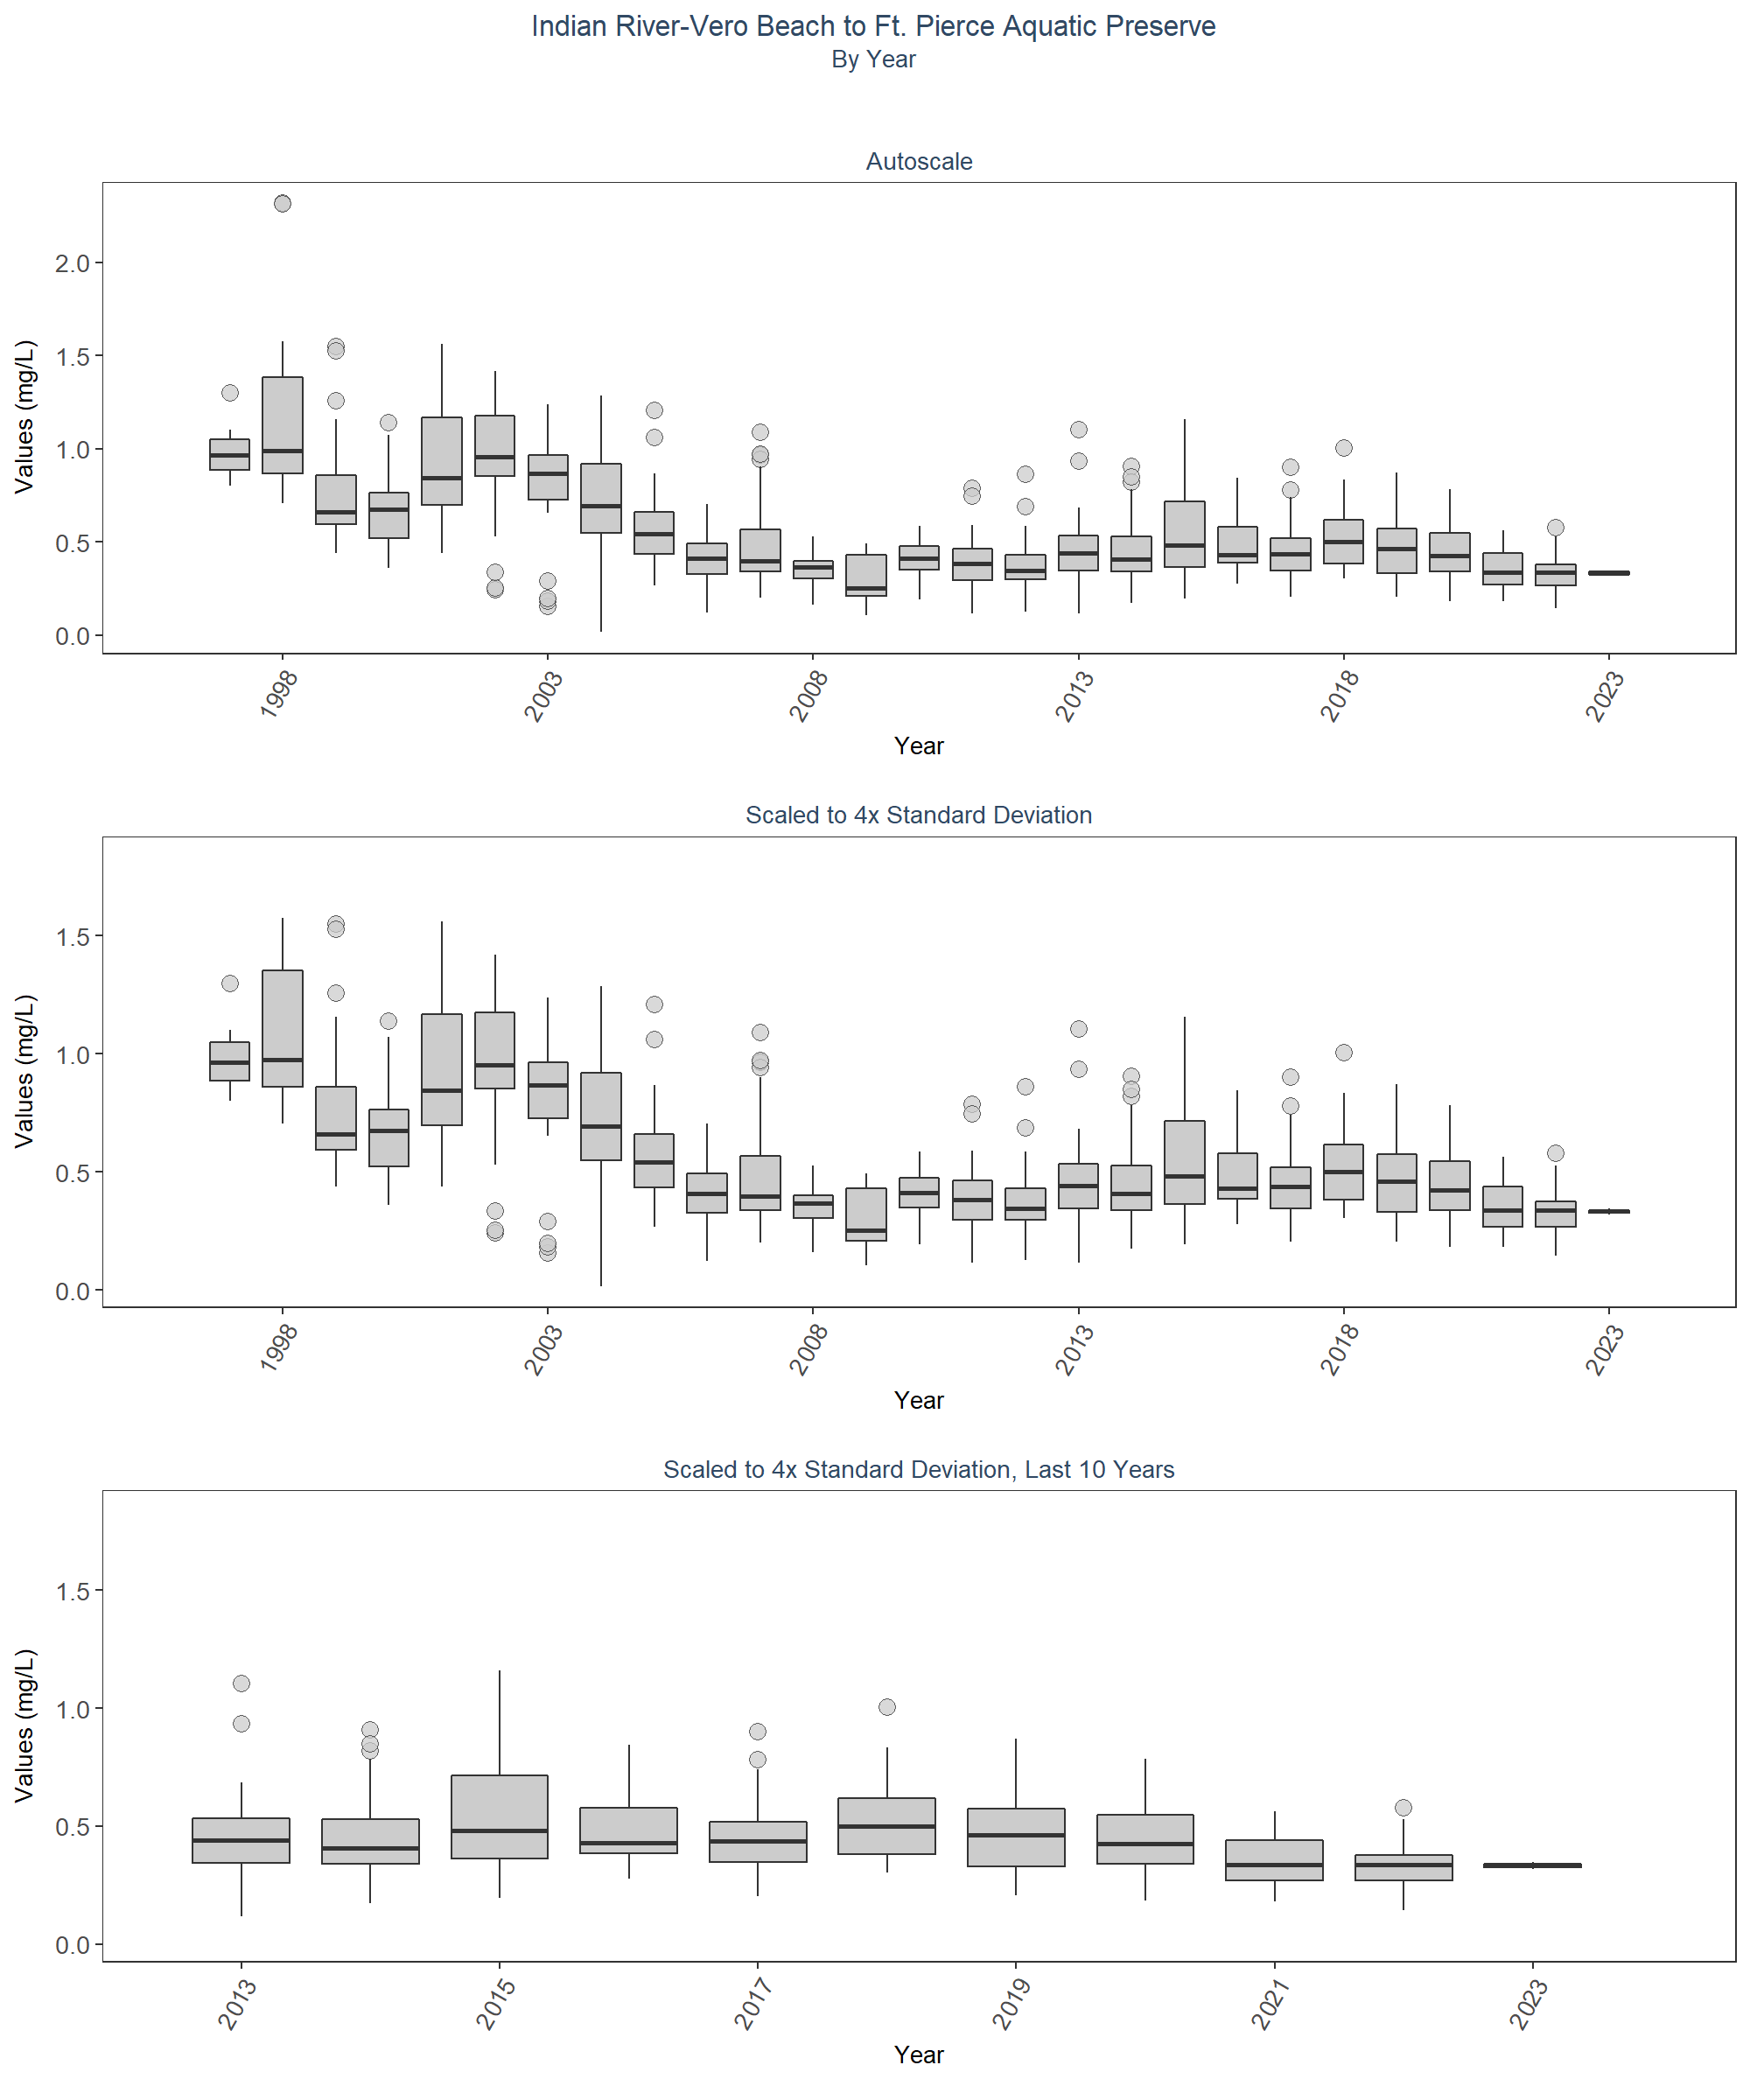 Indian River-Vero Beach to Ft. Pierce Aquatic Preserve
By Year
Autoscale
Values (mg/L)
2.0
1.5
1.0
0.5
0.0
1998 2003 2008 2013 2018 2023
Year
Scaled to 4x Standard Deviation
Values (mg/L)
1.5
1.0
0.5
0.0
1998 2003 2008 2013 2018 2023
Year
Scaled to 4x Standard Deviation, Last 10 Years
Values (mg/L)
1.5
1.0
0.5
0.0
2013 2015 2017 2019 2021 2023
Year